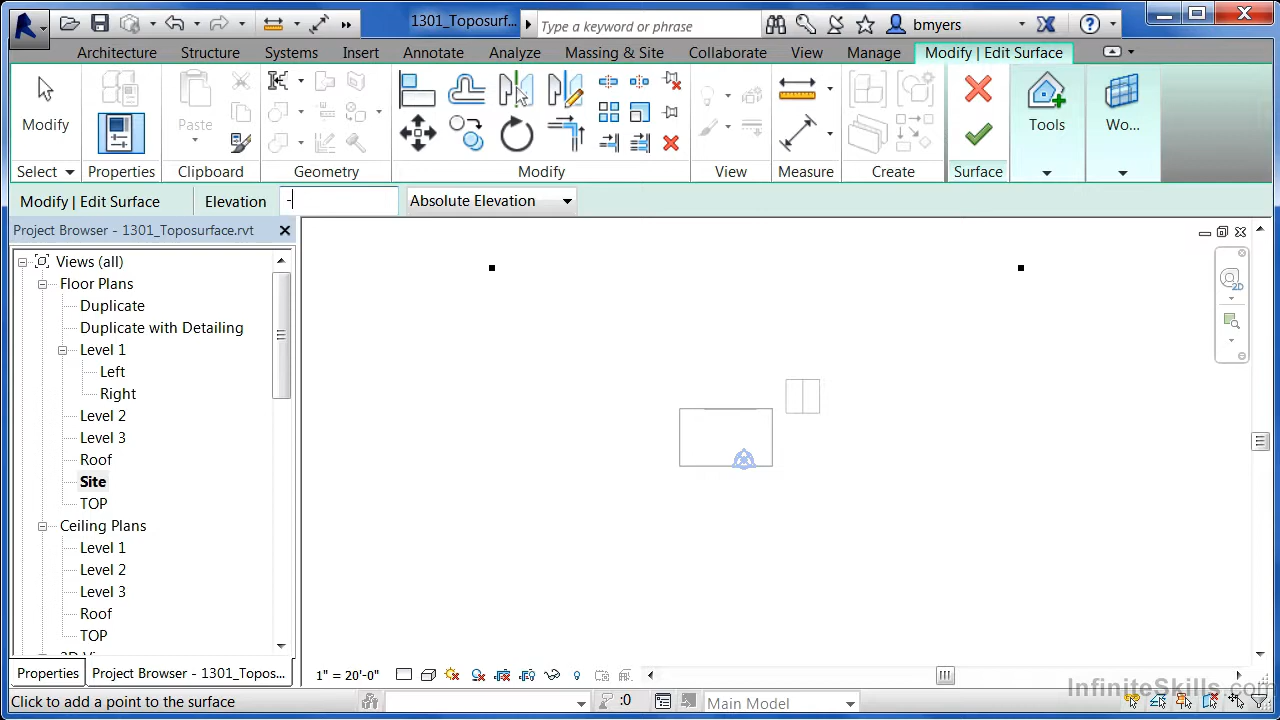 1301_Toposurf...
Type a keyword or phrase
bmyers
Architecture Structure Systems Insert Annotate Analyze Massing & Site Collaborate View Manage Modify | Edit Surface
Modify Paste Tools Wo...
Select Properties Clipboard Geometry Modify View Measure Create Surface
Modify | Edit Surface Elevation - Absolute Elevation
Project Browser - 1301_Toposurface.rvt
Views (all)
Floor Plans
Duplicate
Duplicate with Detailing
Level 1
Left
Right
Level 2
Level 3
Roof
Site
TOP
Ceiling Plans
Level 1
Level 2
Level 3
Roof
TOP
2D
Properties Project Browser - 1301_Topos... 1" = 20'-0"
Click to add a point to the surface :0 Main Model
InfiniteSkills.com